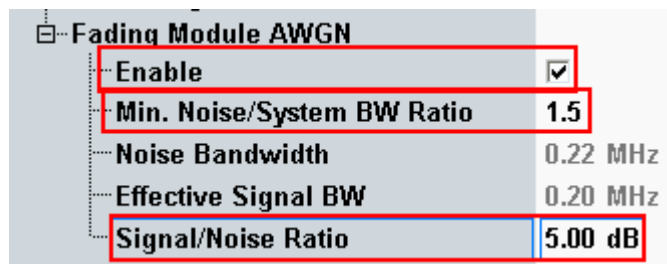 Fading Module AWGN
Enable
Min. Noise/System BW Ratio 1.5
Noise Bandwidth 0.22 MHz
Effective Signal BW 0.20 MHz
Signal/Noise Ratio 5.00 dB